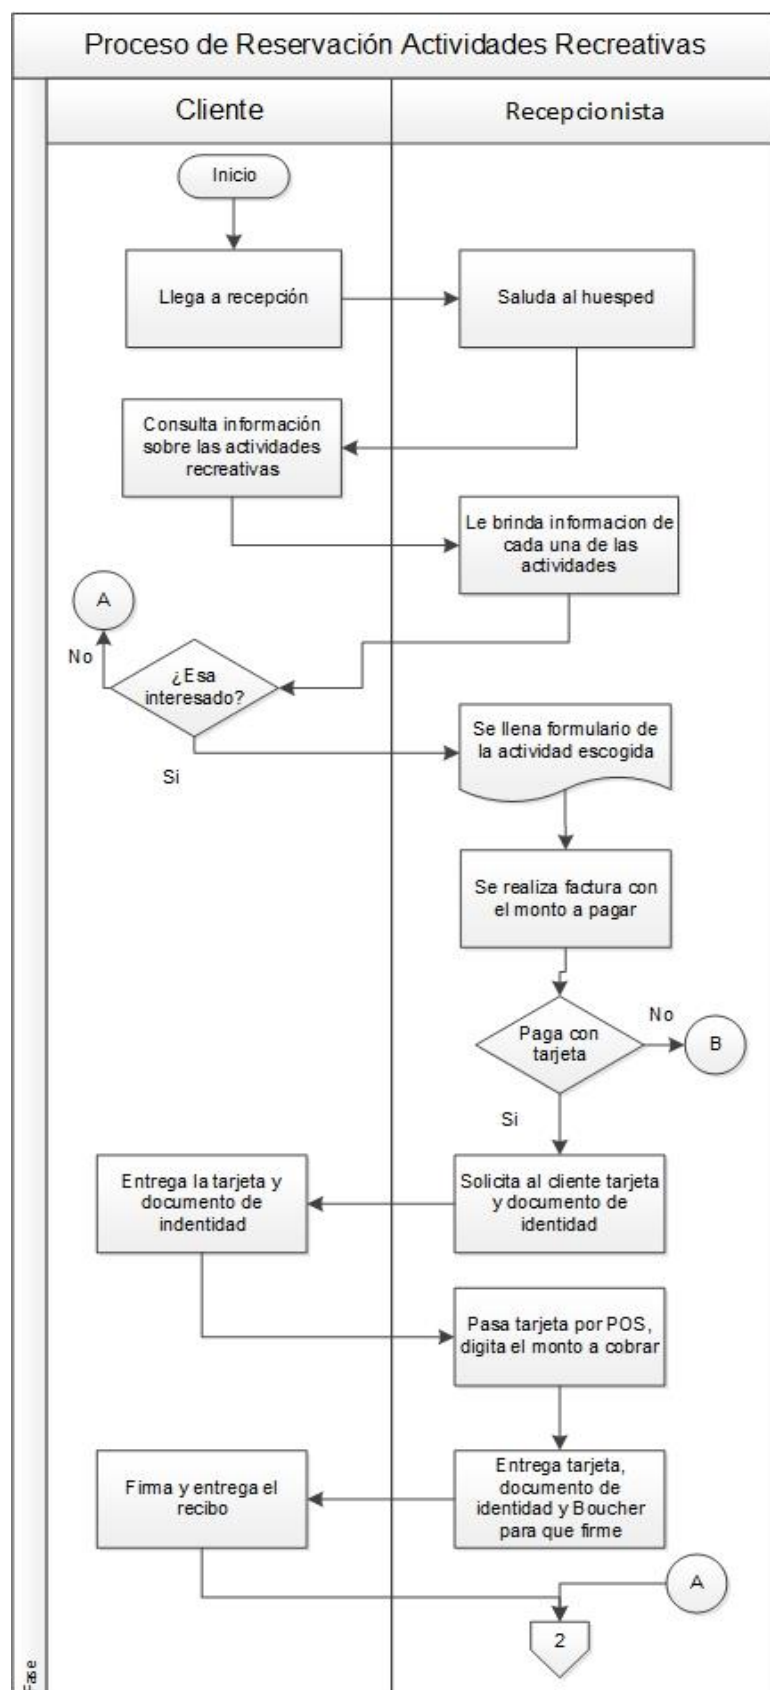 Proceso de Reservación Actividades Recreativas
Cliente
Recepcionista
Inicio
Llega a recepción
Saluda al huesped
Consulta información
sobre las actividades
recreativas
Le brinda informacion de
cada una de las
actividades
A
No
¿Esa
interesado?
Si
Se llena formulario de
la actividad escogida
Se realiza factura con
el monto a pagar
Paga con
tarjeta
No
B
Si
Entrega la tarjeta y
documento de
indentidad
Solicita al cliente tarjeta
y documento de
identidad
Pasa tarjeta por POS,
digita el monto a cobrar
Firma y entrega el
recibo
Entrega tarjeta,
documento de
identidad y Boucher
para que firme
A
2
Fase